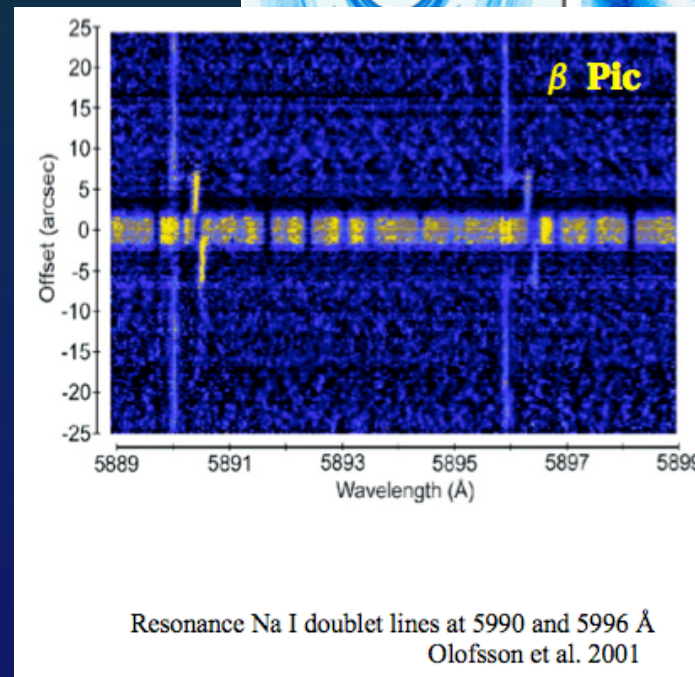 25
20
15
10
5
0
-5
-10
-15
-20
-25
Offset (arcsec)
β Pic
5889 5891 5893 5895 5897 5899
Wavelength (Å)
Resonance Na I doublet lines at 5990 and 5996 Å
Olofsson et al. 2001